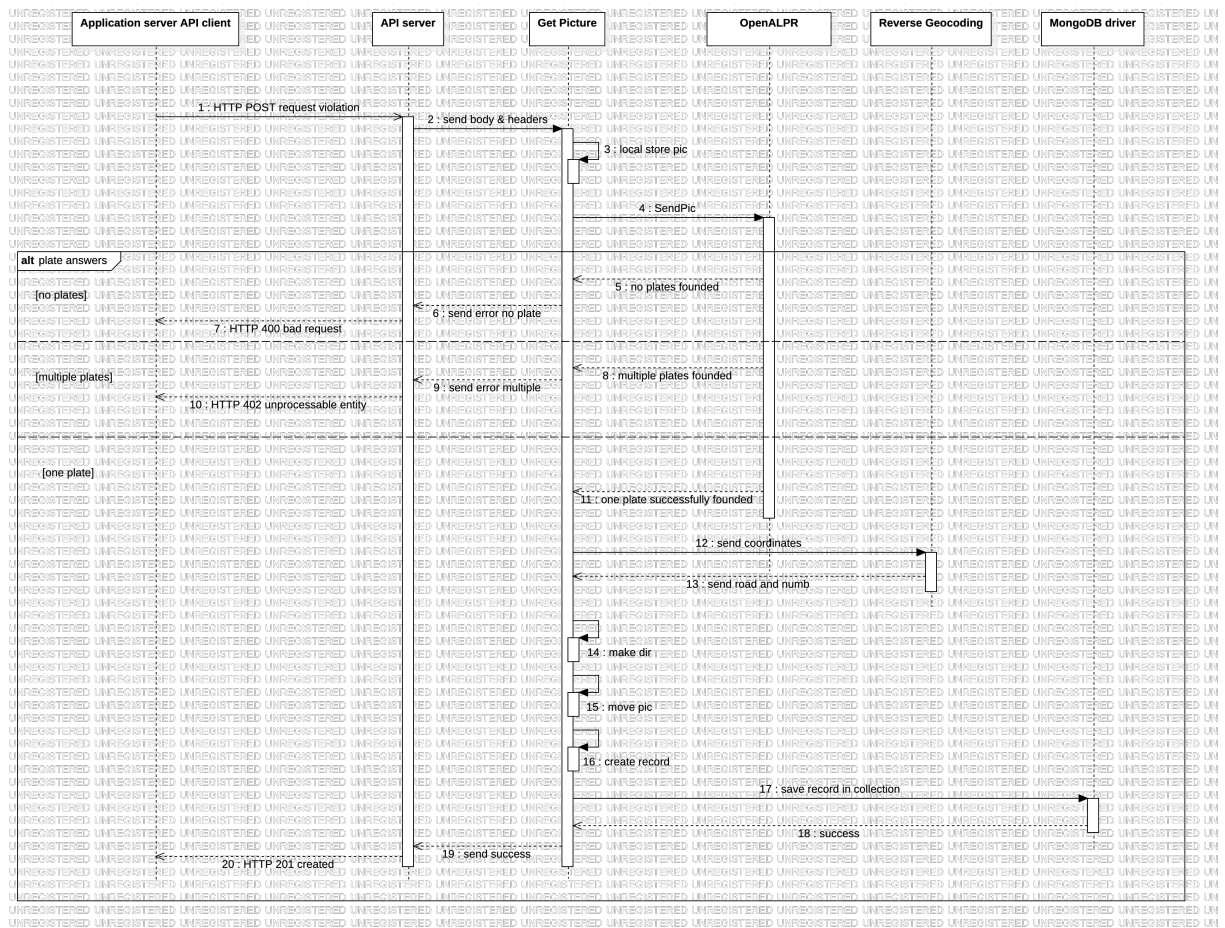 Application server API client
API server
Get Picture
OpenALPR
Reverse Geocoding
MongoDB driver
1 : HTTP POST request violation
2 : send body & headers
3 : local store pic
4 : SendPic
alt plate answers
[no plates]
5 : no plates founded
6 : send error no plate
7 : HTTP 400 bad request
[multiple plates]
8 : multiple plates founded
9 : send error multiple
10 : HTTP 402 unprocessable entity
[one plate]
11 : one plate successfully founded
12 : send coordinates
13 : send road and numb
14 : make dir
15 : move pic
16 : create record
17 : save record in collection
18 : success
19 : send success
20 : HTTP 201 created
UNREGISTERED